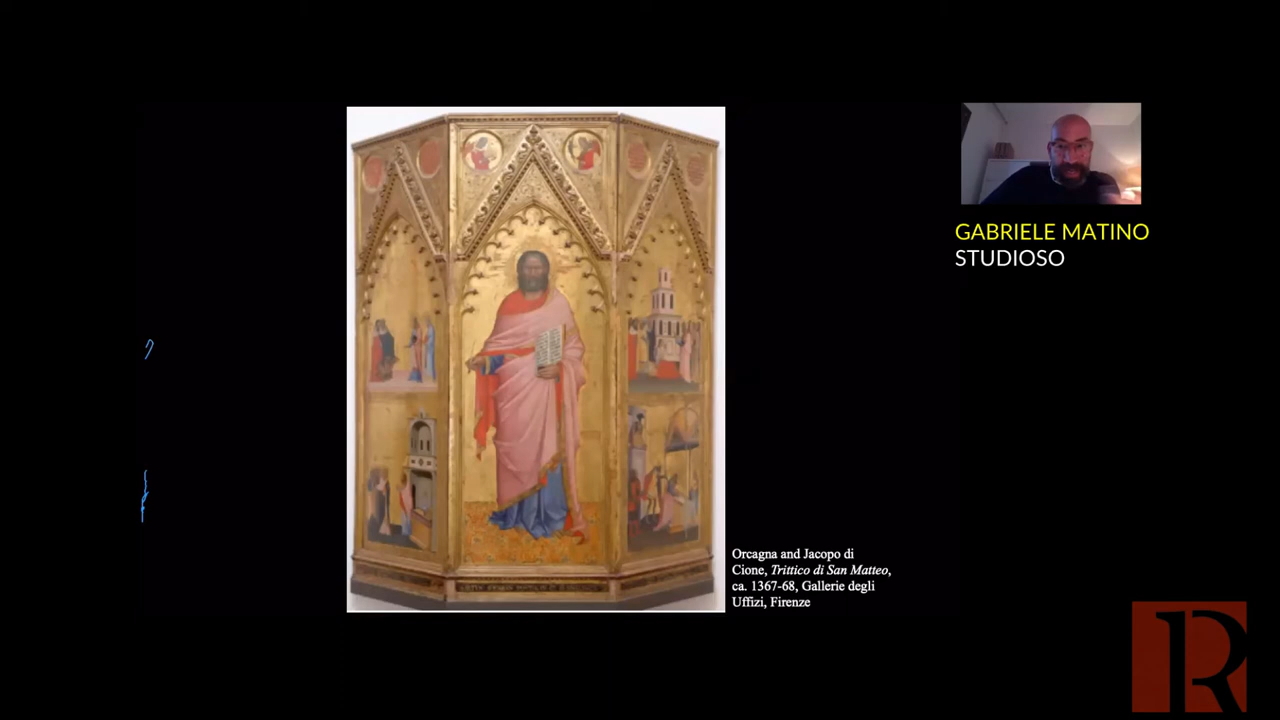 GABRIELE MATINO
STUDIOSO
Orcagna and Jacopo di
Cione, Trittico di San Matteo,
ca. 1367-68, Gallerie degli
Uffizi, Firenze
R